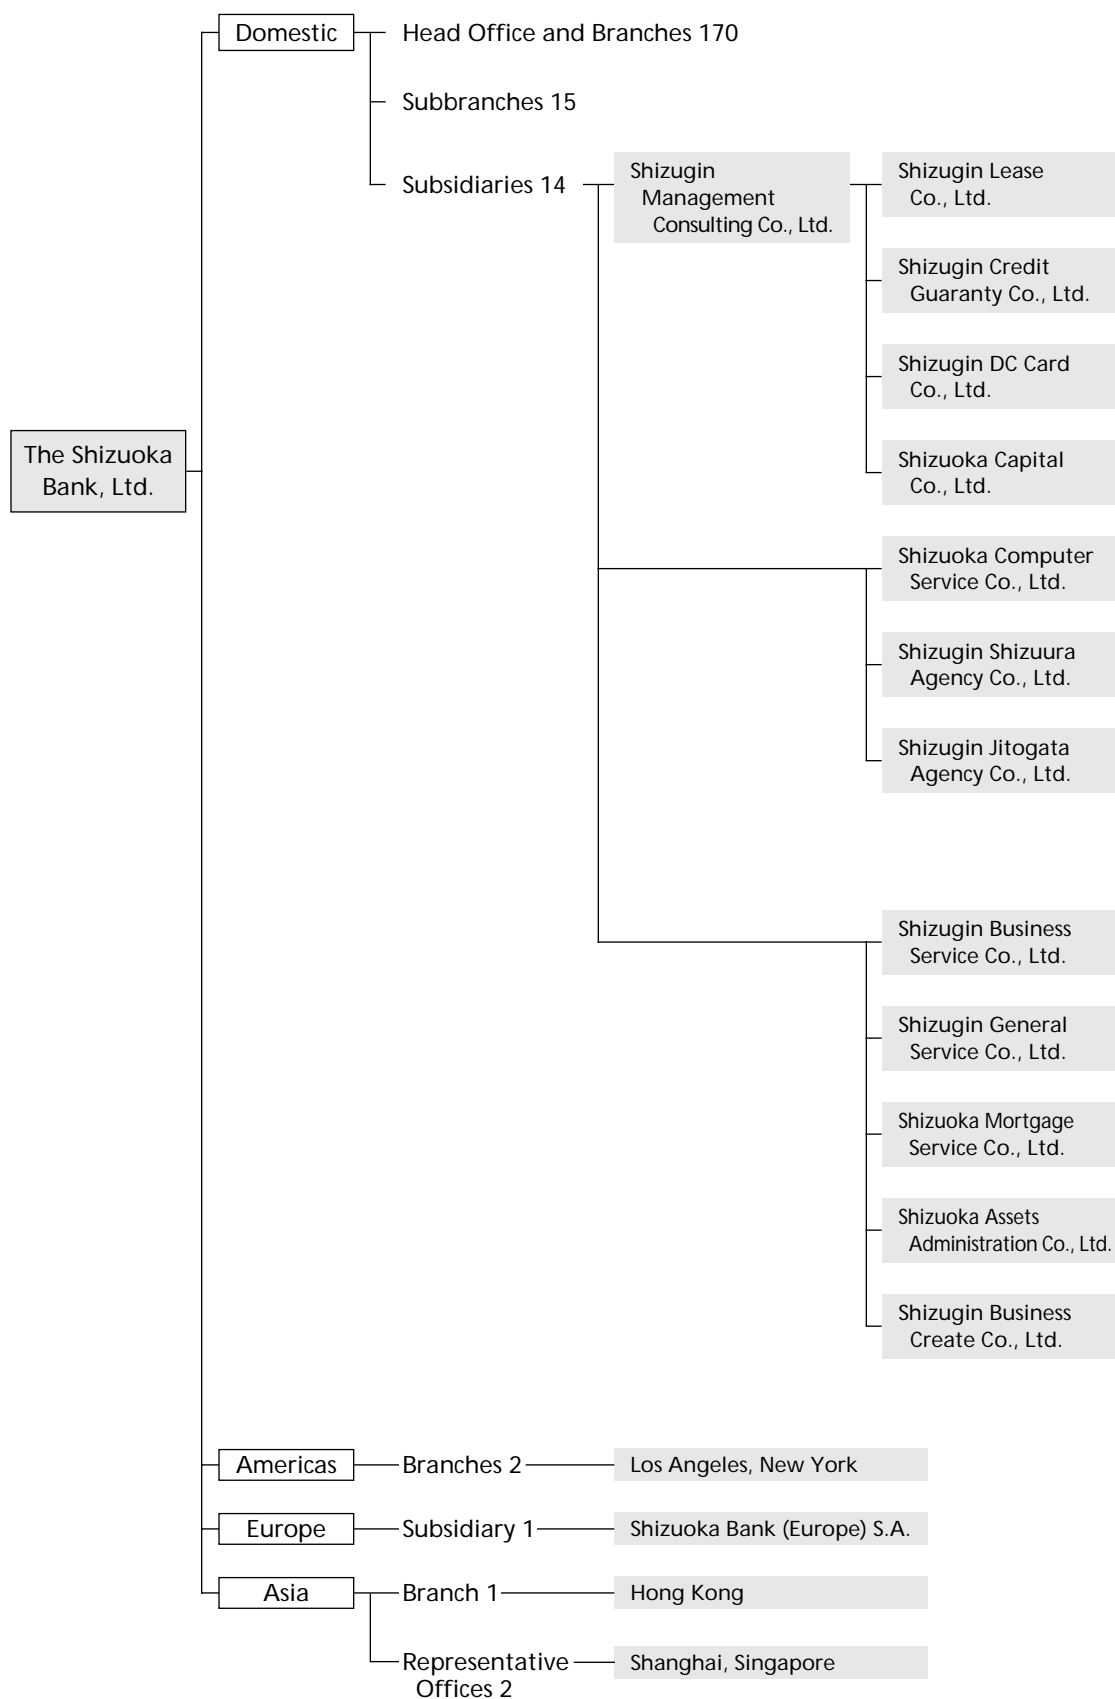 Domestic
Head Office and Branches 170
Subbranches 15
Subsidiaries 14
Shizugin
Management
Consulting Co., Ltd.
Shizugin Lease
Co., Ltd.
Shizugin Credit
Guaranty Co., Ltd.
Shizugin DC Card
Co., Ltd.
The Shizuoka
Bank, Ltd.
Shizuoka Capital
Co., Ltd.
Shizuoka Computer
Service Co., Ltd.
Shizugin Shizuura
Agency Co., Ltd.
Shizugin Jitogata
Agency Co., Ltd.
Shizugin Business
Service Co., Ltd.
Shizugin General
Service Co., Ltd.
Shizuoka Mortgage
Service Co., Ltd.
Shizuoka Assets
Administration Co., Ltd.
Shizugin Business
Create Co., Ltd.
Americas
Branches 2
Los Angeles, New York
Europe
Subsidiary 1
Shizuoka Bank (Europe) S.A.
Asia
Branch 1
Hong Kong
Representative
Offices 2
Shanghai, Singapore